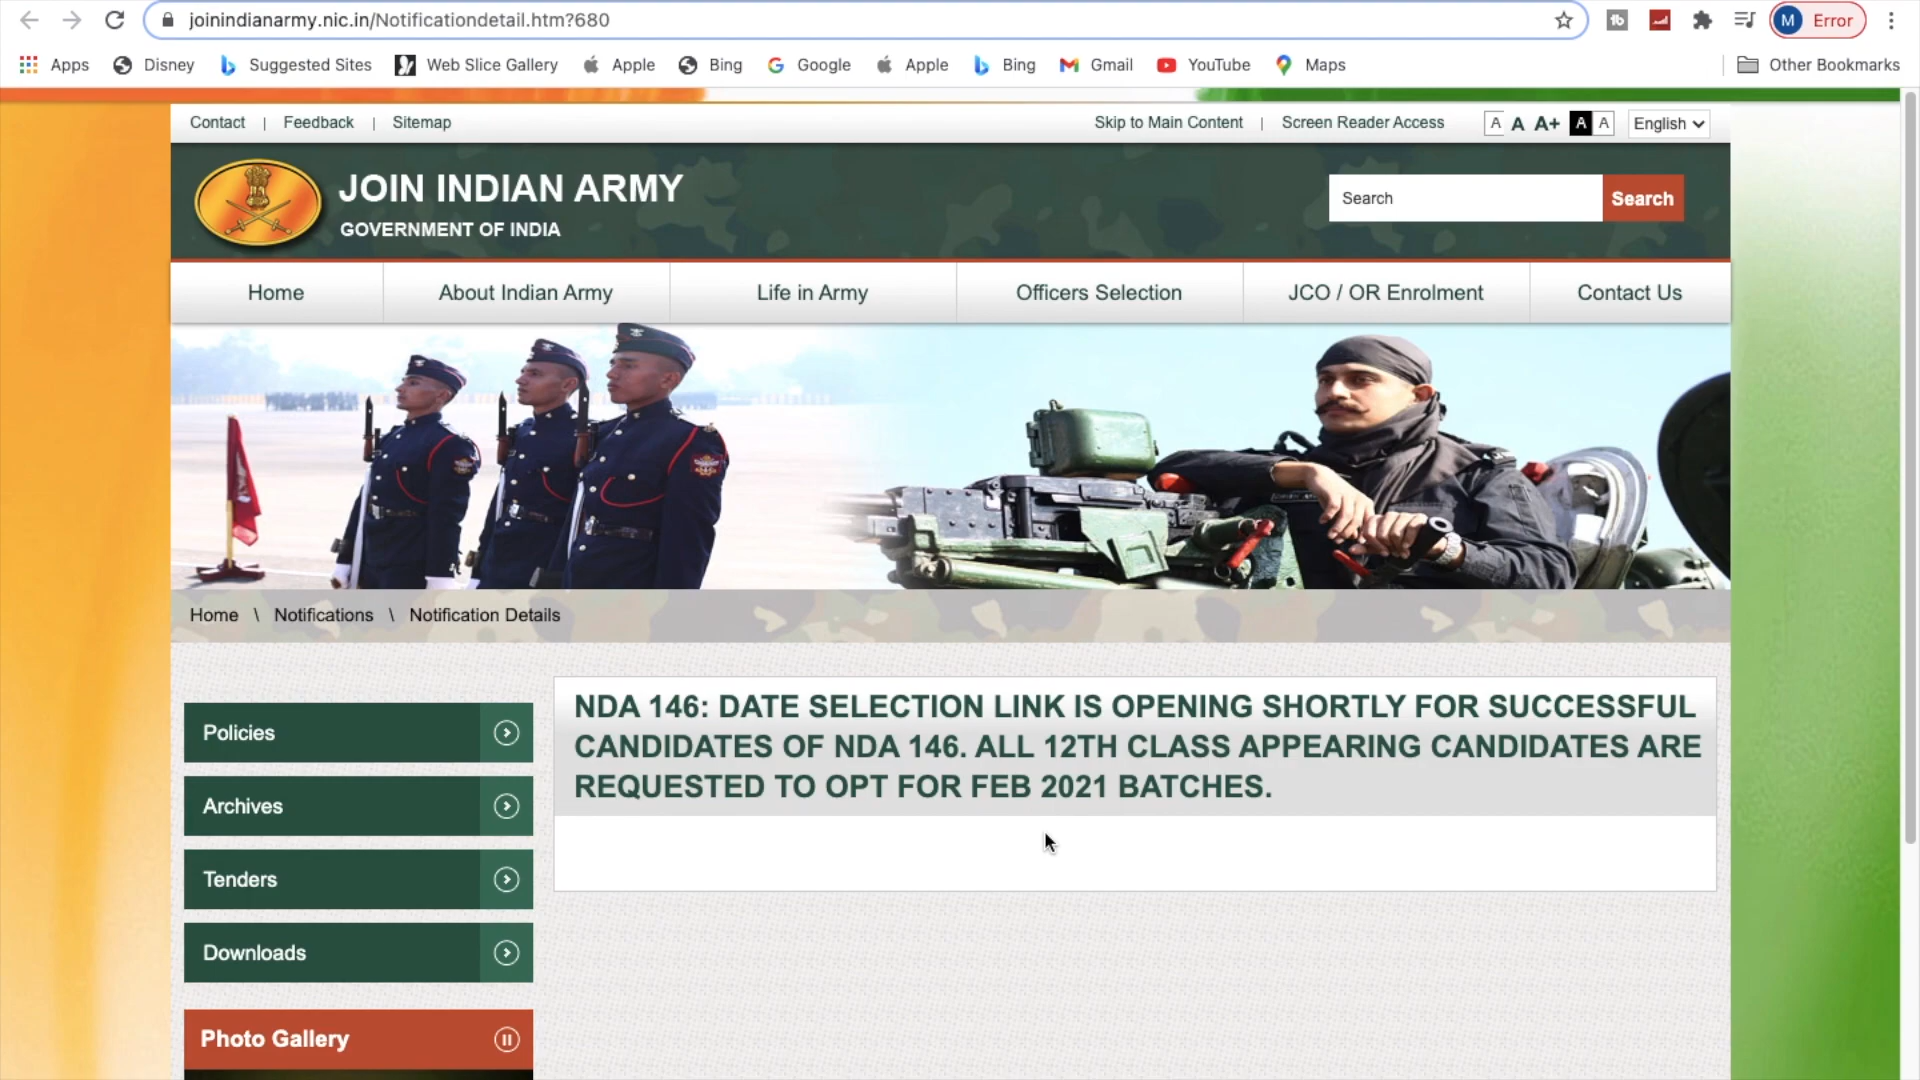 joinindianarmy.nic.in/Notificationdetail.htm?680
M Error
Apps Disney Suggested Sites Web Slice Gallery Apple Bing Google Apple Bing Gmail YouTube Maps Other Bookmarks
Contact | Feedback | Sitemap Skip to Main Content | Screen Reader Access A A A+ A A English
JOIN INDIAN ARMY
GOVERNMENT OF INDIA
Search Search
Home About Indian Army Life in Army Officers Selection JCO / OR Enrolment Contact Us
Home \ Notifications \ Notification Details
NDA 146: DATE SELECTION LINK IS OPENING SHORTLY FOR SUCCESSFUL
CANDIDATES OF NDA 146. ALL 12TH CLASS APPEARING CANDIDATES ARE
REQUESTED TO OPT FOR FEB 2021 BATCHES.
Policies
Archives
Tenders
Downloads
Photo Gallery